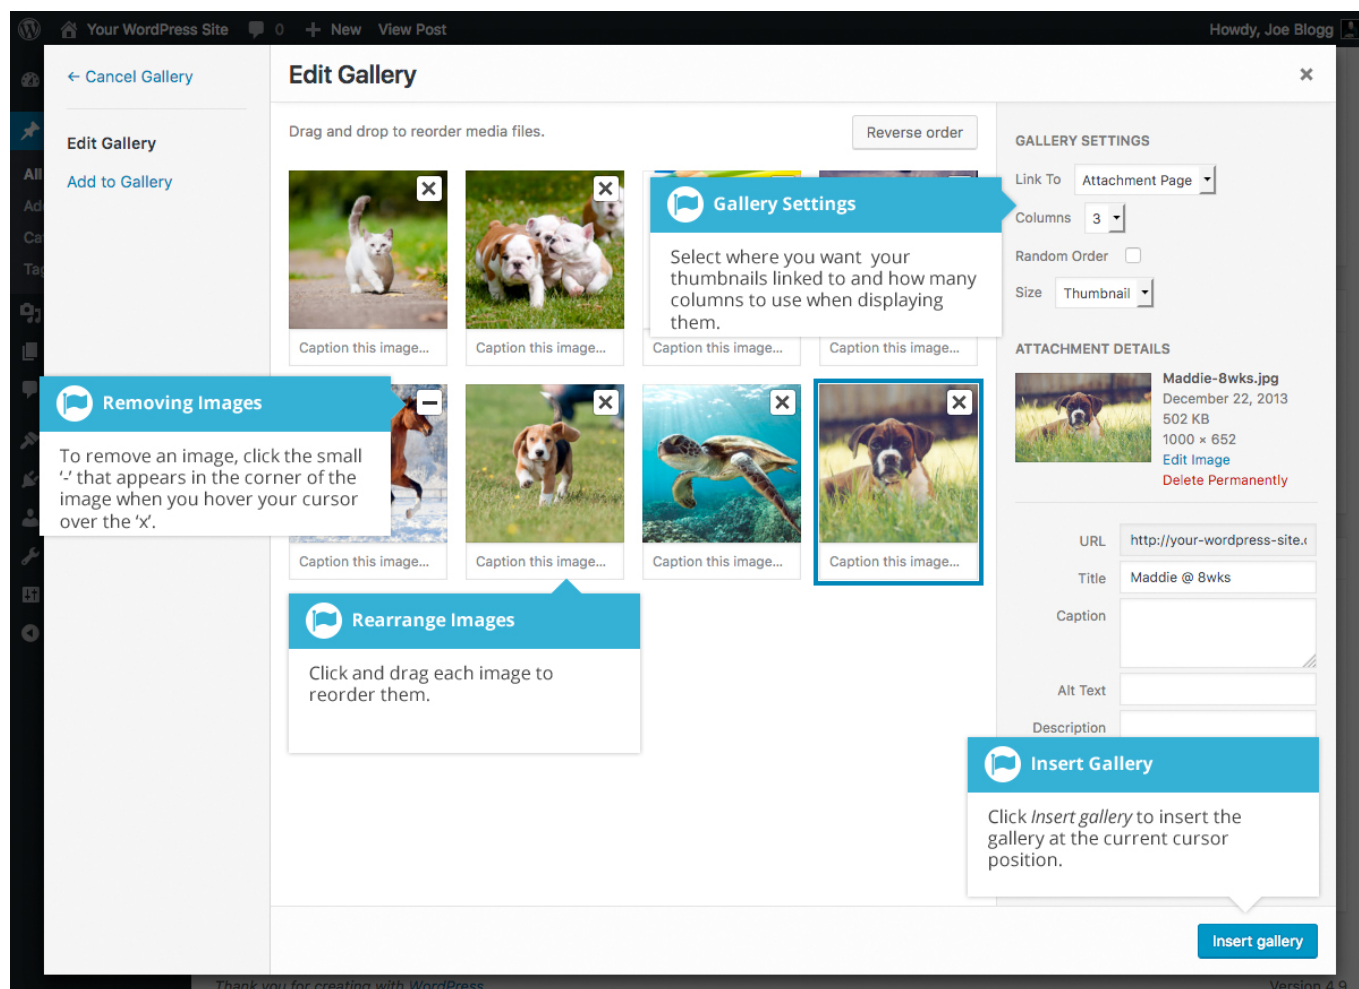 Your WordPress Site 0 New View Post Howdy, Joe Blogg
← Cancel Gallery
Edit Gallery
Add to Gallery
All
Edit Gallery
Drag and drop to reorder media files.
Reverse order
Caption this image...
Caption this image...
Caption this image...
Caption this image...
Gallery Settings
Select where you want your
thumbnails linked to and how many
columns to use when displaying
them.
Removing Images
To remove an image, click the small
‘-’ that appears in the corner of the
image when you hover your cursor
over the ‘x’.
Caption this image...
Caption this image...
Caption this image...
Caption this image...
Rearrange Images
Click and drag each image to
reorder them.
GALLERY SETTINGS
Link To Attachment Page
Columns 3
Random Order
Size Thumbnail
ATTACHMENT DETAILS
Maddie-8wks.jpg
December 22, 2013
502 KB
1000 × 652
Edit Image
Delete Permanently
URL http://your-wordpress-site.
Title Maddie @ 8wks
Caption
Alt Text
Description
Insert Gallery
Click Insert gallery to insert the
gallery at the current cursor
position.
Insert gallery
Thank you for creating with WordPress
Version 4.9